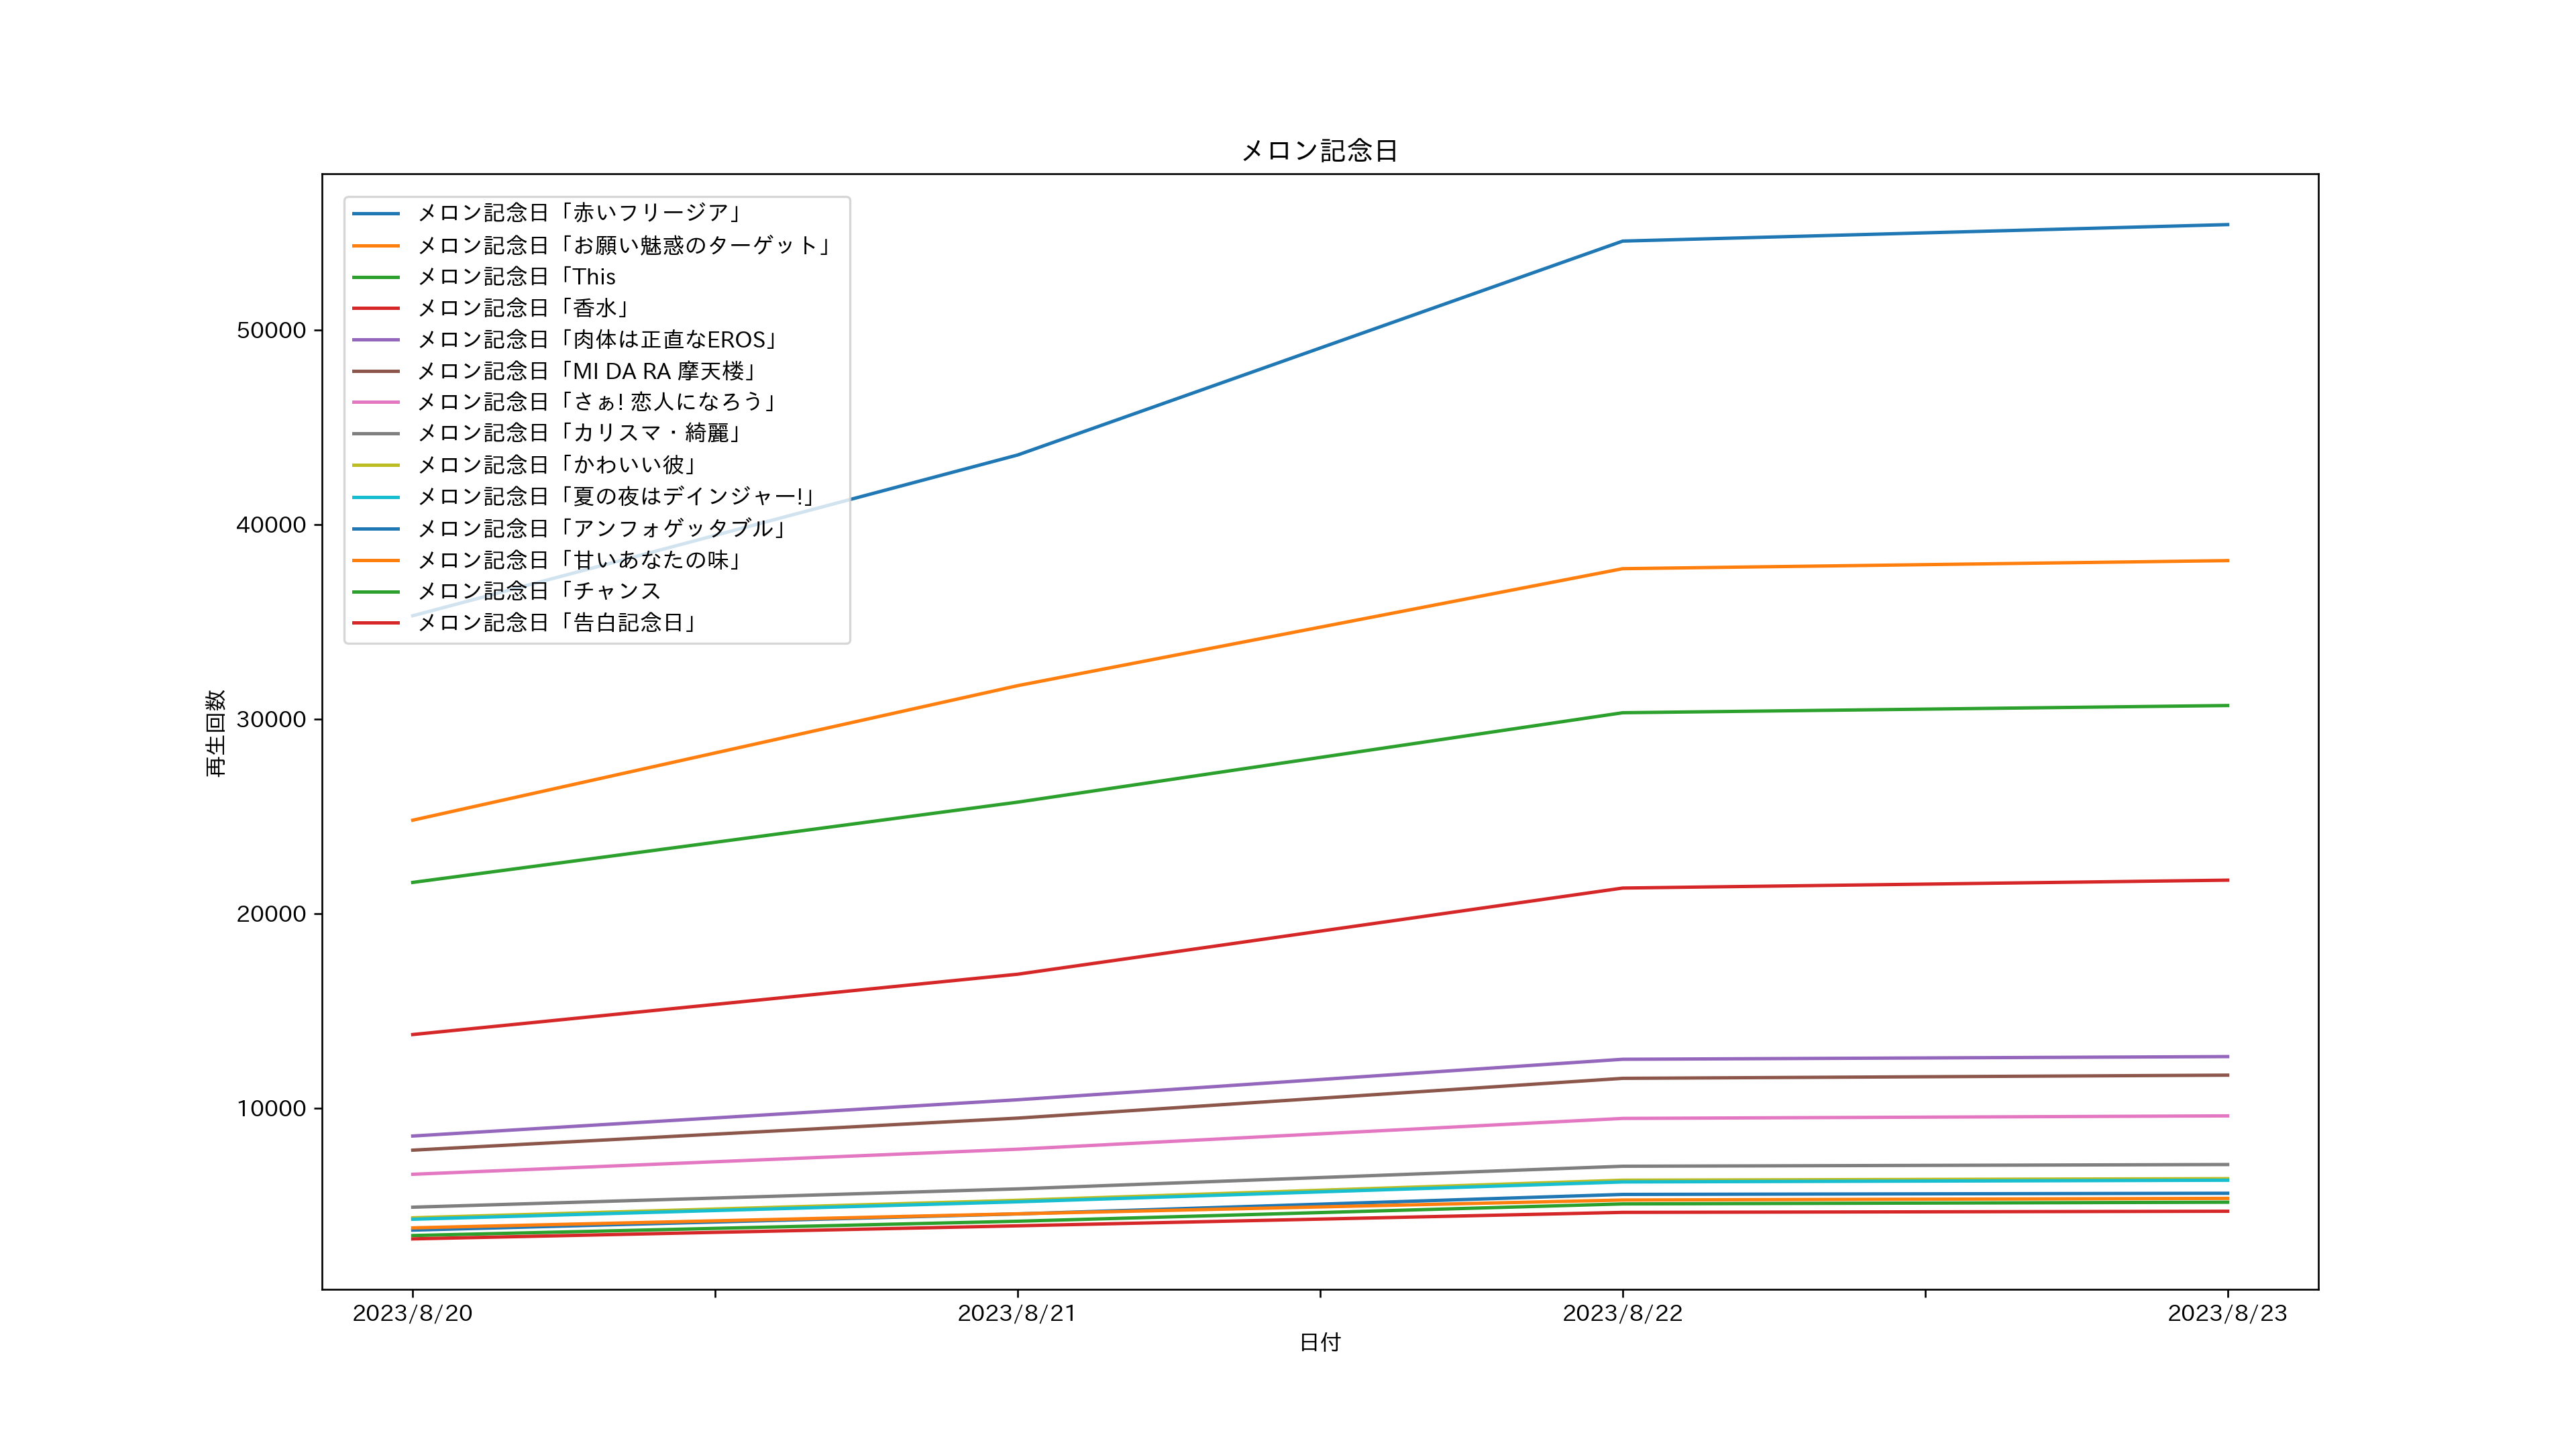 メロン記念日
メロン記念日「赤いフリージア」
メロン記念日「お願い魅惑のターゲット」
メロン記念日「This
メロン記念日「香水」
メロン記念日「肉体は正直なEROS」
メロン記念日「MI DA RA 摩天楼」
メロン記念日「さぁ! 恋人になろう」
メロン記念日「カリスマ・綺麗」
メロン記念日「かわいい彼」
メロン記念日「夏の夜はデインジャー!」
メロン記念日「アンフォゲッタブル」
メロン記念日「甘いあなたの味」
メロン記念日「チャンス
メロン記念日「告白記念日」
再生回数
50000
40000
30000
20000
10000
2023/8/20
2023/8/21
2023/8/22
2023/8/23
日付